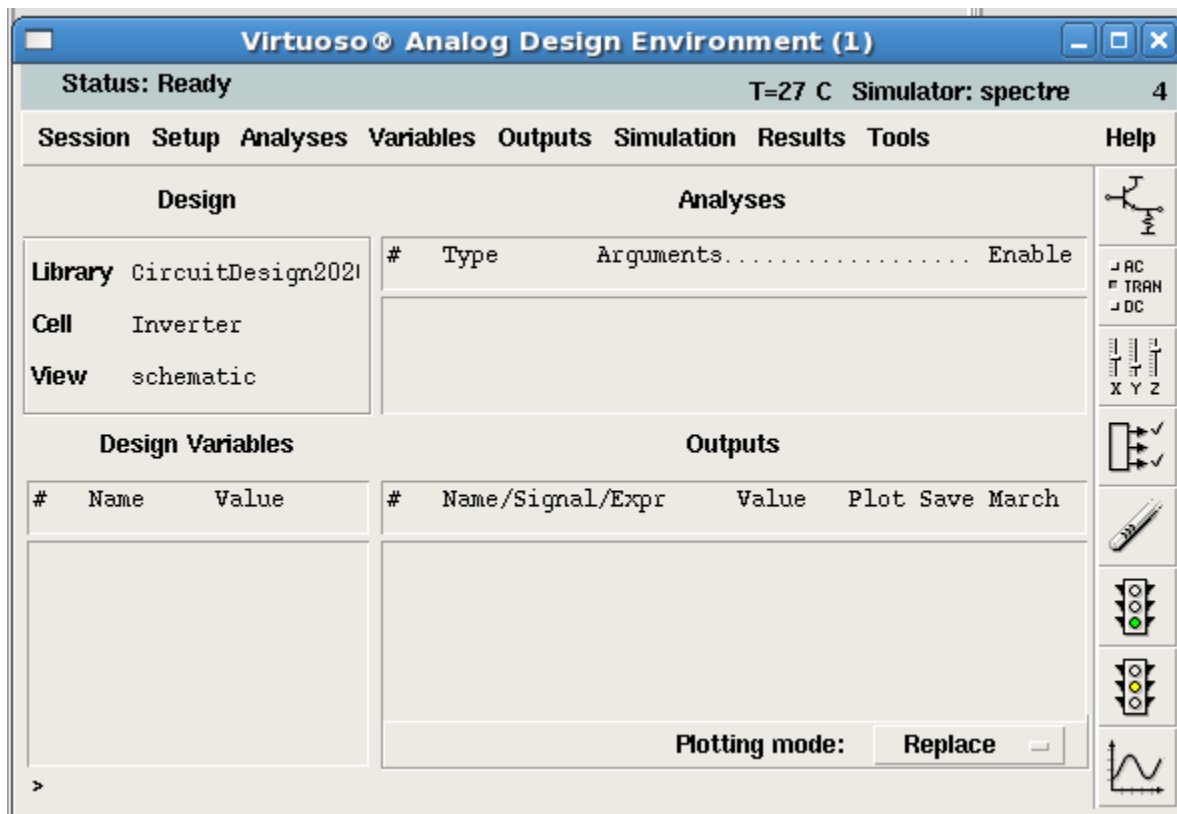 Virtuoso® Analog Design Environment (1)
Status: Ready T=27 C Simulator: spectre 4
Session Setup Analyses Variables Outputs Simulation Results Tools Help
Design
Library
Cell Inverter
View schematic
Analyses
# Type Arguments.................. Enable
Design Variables
# Name Value
Outputs
# Name/Signal/Expr Value Plot Save March
Plotting mode: Replace
>
AC
TRAN
DC
X Y Z